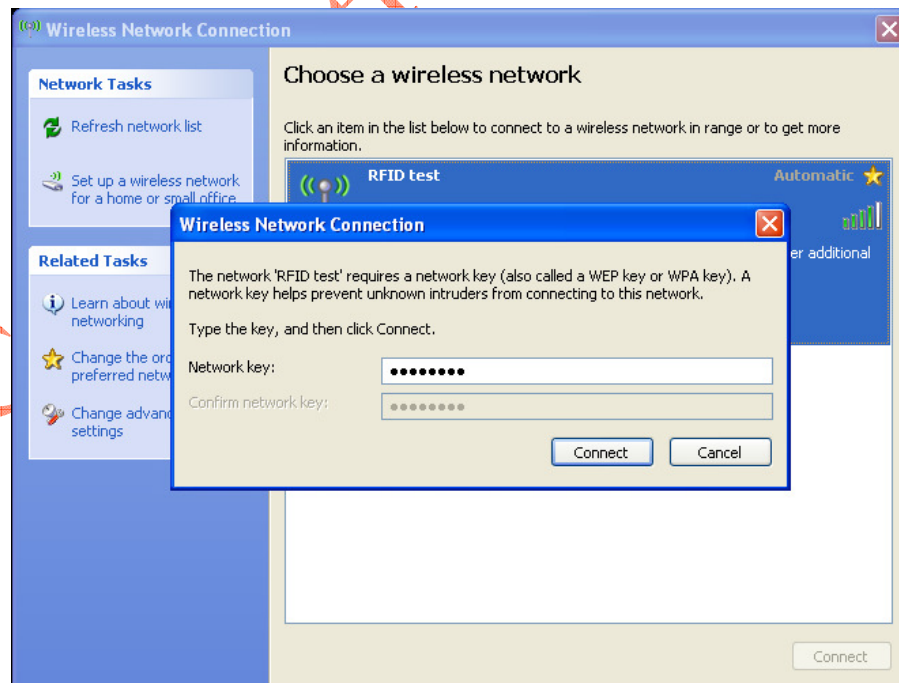 Wireless Network Connection
Network Tasks
Refresh network list
Set up a wireless network
for a home or small office
Related Tasks
Learn about
networking
Change the
preferred
Change
settings
Choose a wireless network
Click an item in the list below to connect to a wireless network in range or to get more
information.
RFID test
Automatic
additional
Wireless Network Connection
The network 'RFID test' requires a network key (also called a WEP key or WPA key). A
network key helps prevent unknown intruders from connecting to this network.
Type the key, and then click Connect.
Network key:
••••••••
Confirm network key:
••••••••
Connect
Cancel
Connect